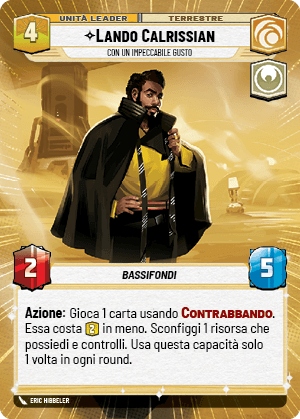 4
UNITÀ LEADER
TERRESTRE
LANDO CALRISSIAN
CON UN IMPECCABILE GUSTO
2
BASSIFONDI
5
Azione: Gioca 1 carta usando CONTRABBANDO.
Essa costa 2 in meno. Sconfiggi 1 risorsa che
possiedi e controlli. Usa questa capacità solo
1 volta in ogni round.
ERIC HIBBELER